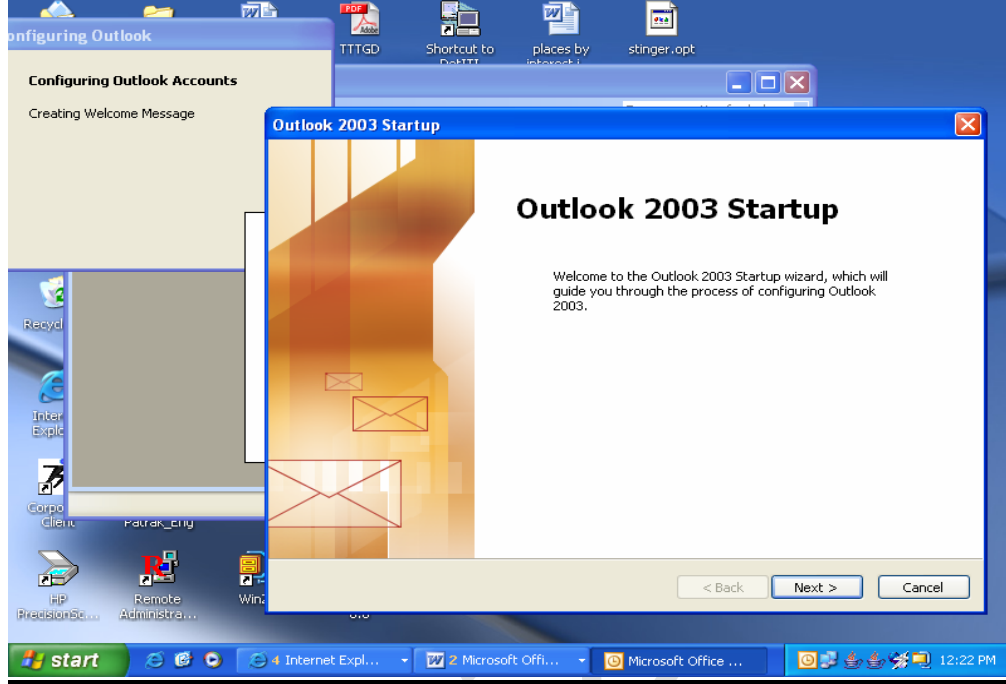 PDF
Adobe
TTTGD
Shortcut to
places by
stinger.opt
onfiguring Outlook
Configuring Outlook Accounts
Creating Welcome Message
Outlook 2003 Startup
Outlook 2003 Startup
Welcome to the Outlook 2003 Startup wizard, which will
guide you through the process of configuring Outlook
2003.
Recycl
Inter
Explo
Corpo
Client
Patrak_Eng
HP
PrecisionSc...
Remote
Administra...
< Back
Next >
Cancel
start
4 Internet Expl...
2 Microsoft Offi...
Microsoft Office ...
12:22 PM